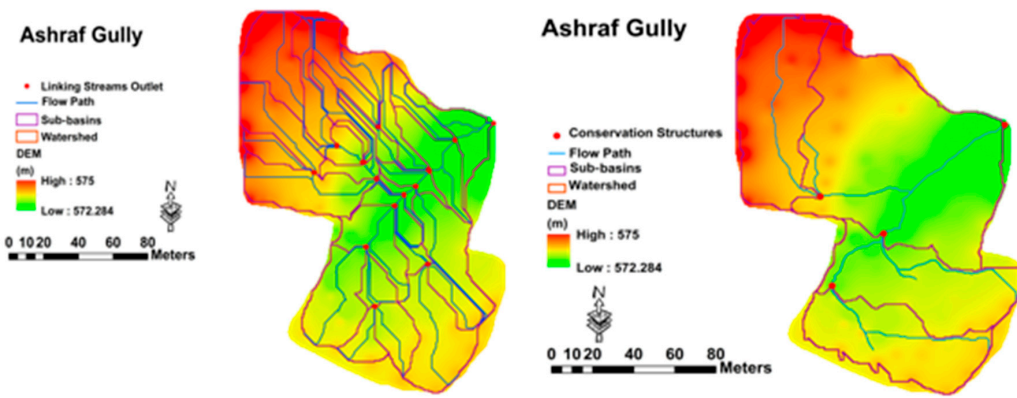 Ashraf Gully
Linking Streams Outlet
Flow Path
Sub-basins
Watershed
DEM
(m)
High : 575
Low : 572.284
N
0 10 20 40 60 80
Meters
Ashraf Gully
Conservation Structures
Flow Path
Sub-basins
Watershed
DEM
(m)
High : 575
Low : 572.284
N
0 10 20 40 60 80
Meters